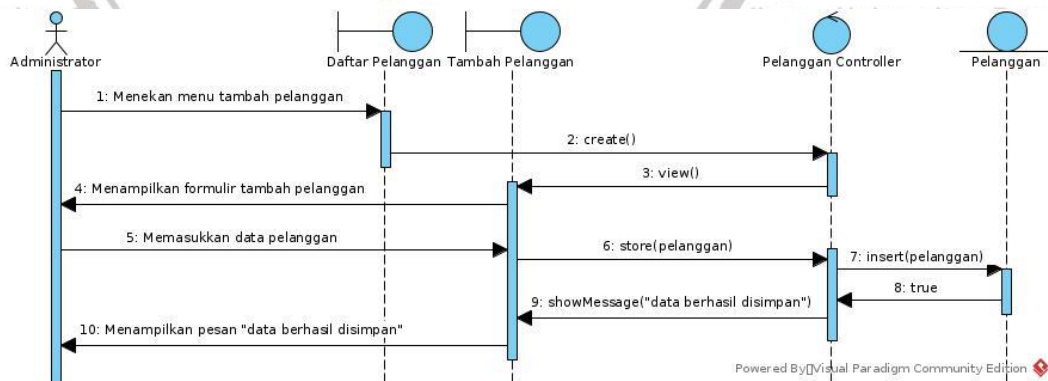 Administrator
Daftar Pelanggan
Tambah Pelanggan
Pelanggan Controller
Pelanggan
1: Menekan menu tambah pelanggan
2: create()
3: view()
4: Menampilkan formulir tambah pelanggan
5: Memasukkan data pelanggan
6: store(pelanggan)
7: insert(pelanggan)
8: true
9: showMessage("data berhasil disimpan")
10: Menampilkan pesan "data berhasil disimpan"
Powered By▯Visual Paradigm Community Edition